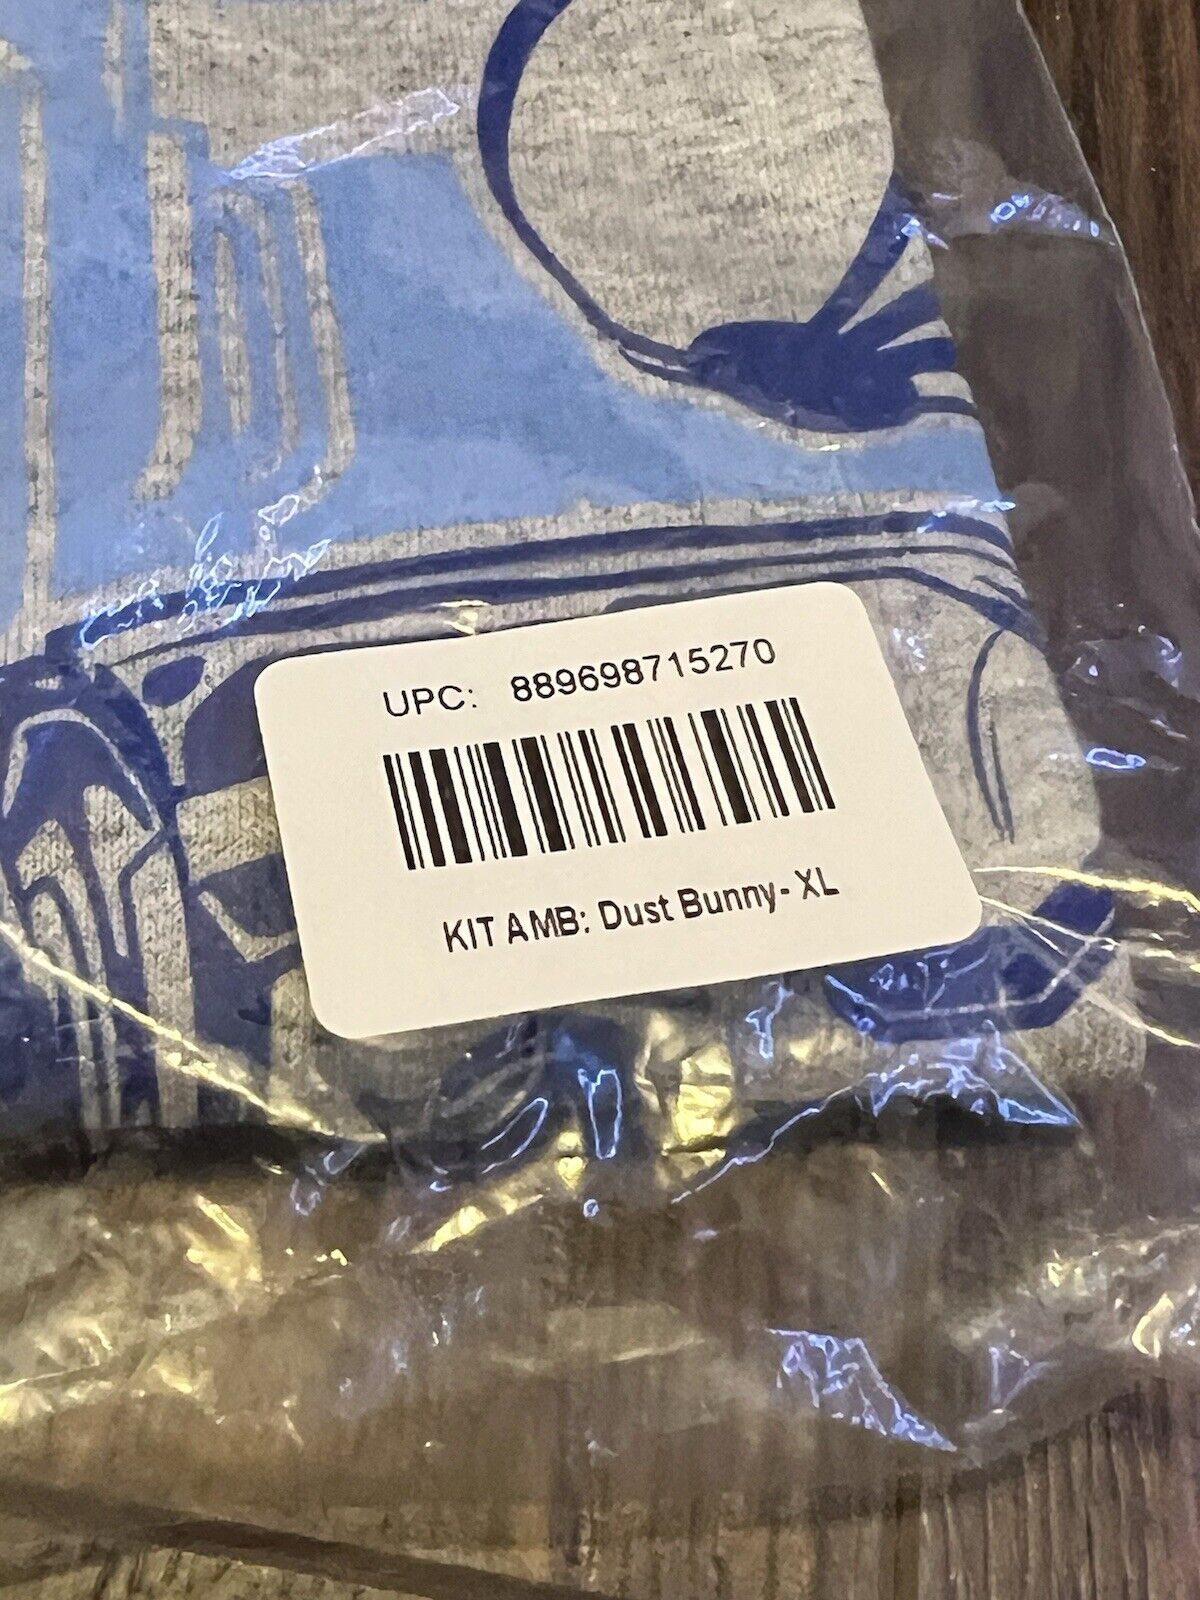 UPC: 889698715270
KIT AMB: Dust Bunny- XL